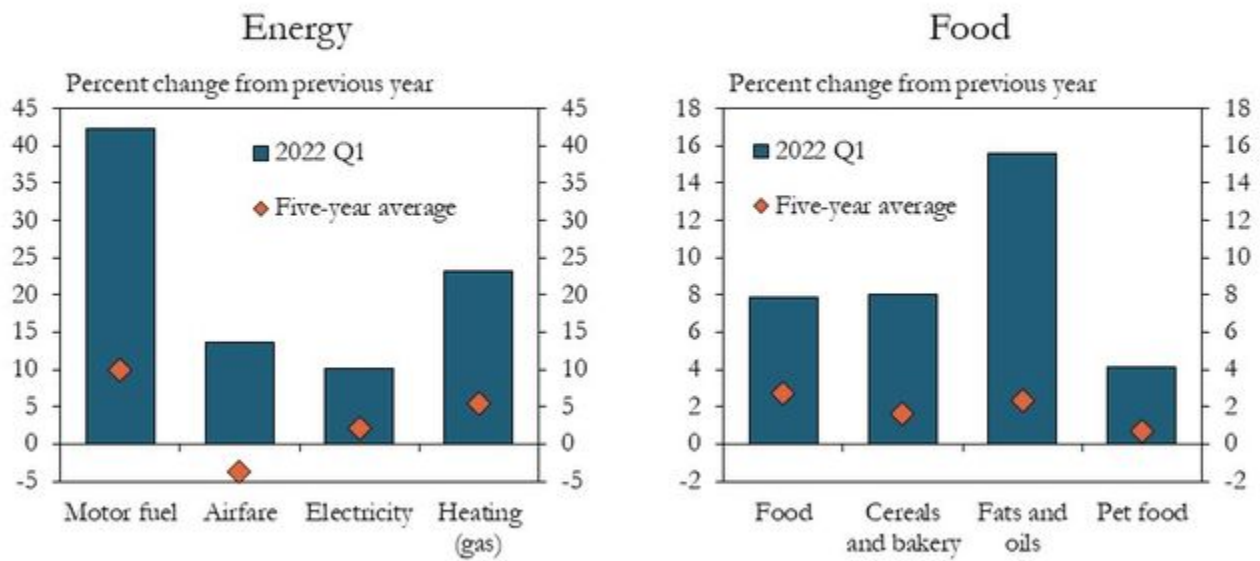 Energy
Percent change from previous year
45
40
35
30
25
20
15
10
5
0
-5
45
40
35
30
25
20
15
10
5
0
-5
2022 Q1
Five-year average
Motor fuel
Airfare
Electricity
Heating
(gas)
Food
Percent change from previous year
18
16
14
12
10
8
6
4
2
0
-2
18
16
14
12
10
8
6
4
2
0
-2
2022 Q1
Five-year average
Food
Cereals
and bakery
Fats and
oils
Pet food